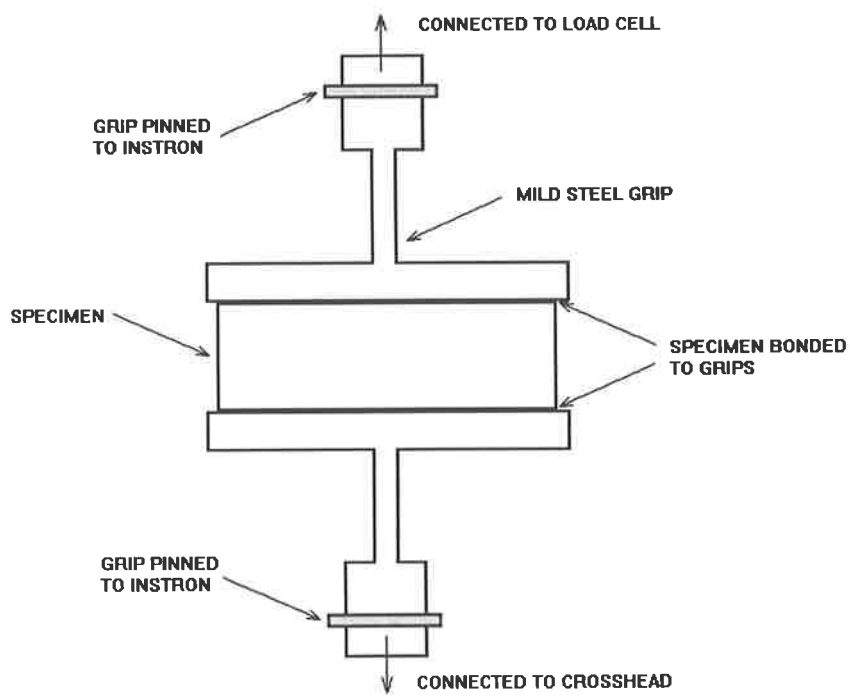 CONNECTED TO LOAD CELL
GRIP PINNED
TO INSTRON
MILD STEEL GRIP
SPECIMEN
SPECIMEN BONDED
TO GRIPS
GRIP PINNED
TO INSTRON
CONNECTED TO CROSSHEAD